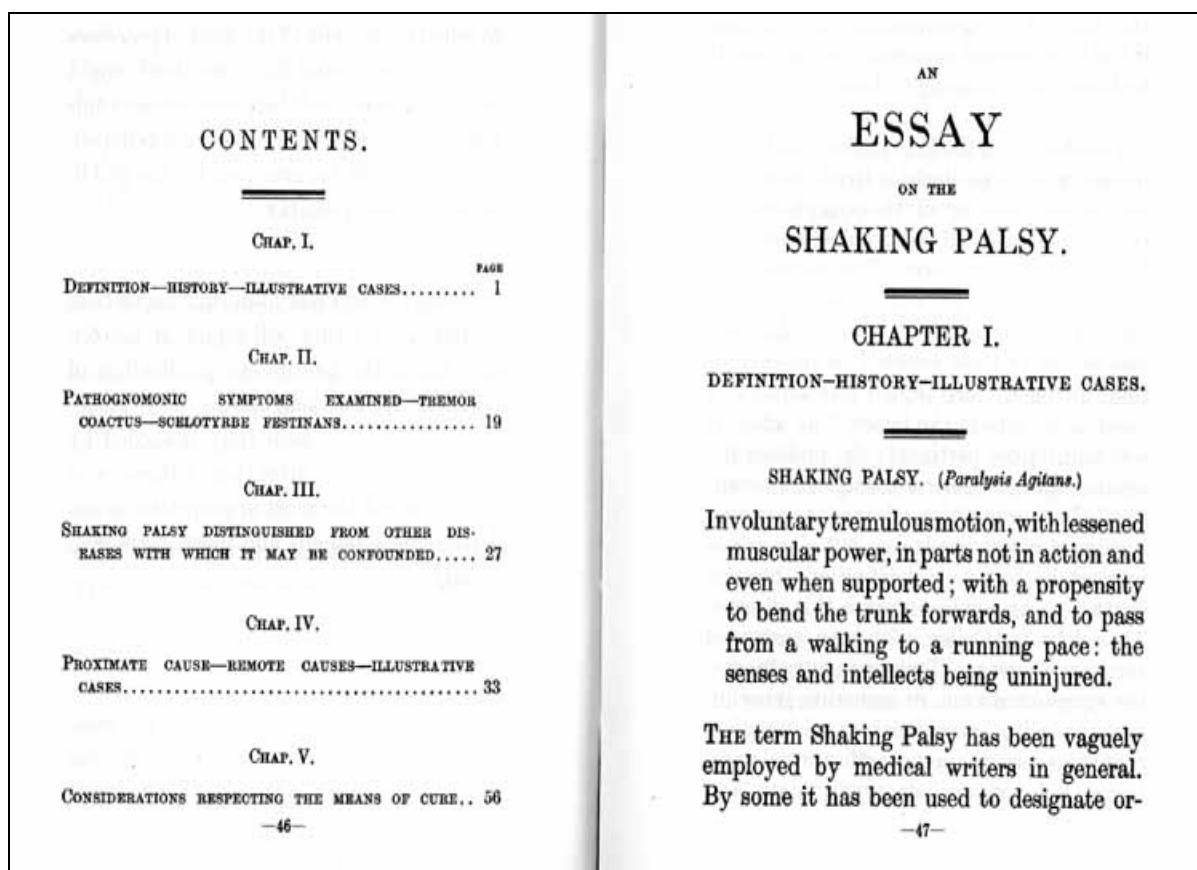 CONTENTS.
CHAP. I.
PAGE
DEFINITION—HISTORY—ILLUSTRATIVE CASES......... 1
CHAP. II.
PATHOGNOMONIC SYMPTOMS EXAMINED—TREMOR
COACTUS—SCELOTYRBE FESTINANS................ 19
CHAP. III.
SHAKING PALSY DISTINGUISHED FROM OTHER DIS-
EASES WITH WHICH IT MAY BE CONFOUNDED..... 27
CHAP. IV.
PROXIMATE CAUSE—REMOTE CAUSES—ILLUSTRATIVE
CASES........................................ 33
CHAP. V.
CONSIDERATIONS RESPECTING THE MEANS OF CURE.. 56
—46—
AN
ESSAY
ON THE
SHAKING PALSY.
CHAPTER I.
DEFINITION—HISTORY—ILLUSTRATIVE CASES.
SHAKING PALSY. (Paralysis Agitans.)
Involuntary tremulous motion, with lessened
muscular power, in parts not in action and
even when supported; with a propensity
to bend the trunk forwards, and to pass
from a walking to a running pace: the
senses and intellects being uninjured.
THE term Shaking Palsy has been vaguely
employed by medical writers in general.
By some it has been used to designate or-
—47—